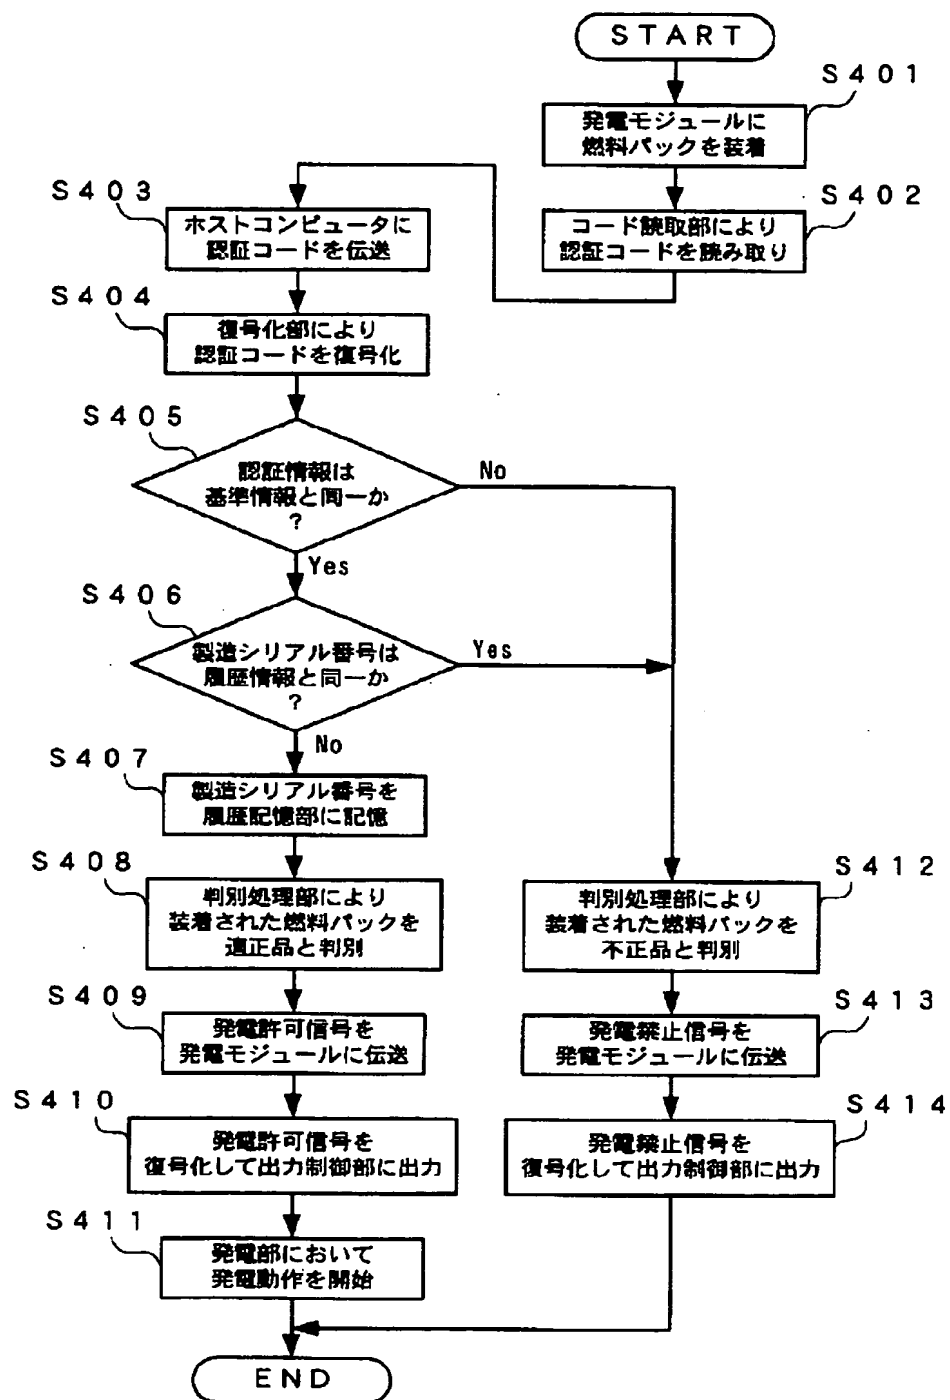 START
S401
発電モジュールに
燃料パックを装着
S402
コード読取部により
認証コードを読み取り
S403
ホストコンピュータに
認証コードを伝送
S404
復号化部により
認証コードを復号化
S405
認証情報は
基準情報と同一か
?
No
Yes
S406
製造シリアル番号は
履歴情報と同一か
?
Yes
No
S407
製造シリアル番号を
履歴記憶部に記憶
S408
判別処理部により
装着された燃料パックを
適正品と判別
S409
発電許可信号を
発電モジュールに伝送
S410
発電許可信号を
復号化して出力制御部に出力
S411
発電部において
発電動作を開始
S412
判別処理部により
装着された燃料パックを
不正品と判別
S413
発電禁止信号を
発電モジュールに伝送
S414
発電禁止信号を
復号化して出力制御部に出力
END